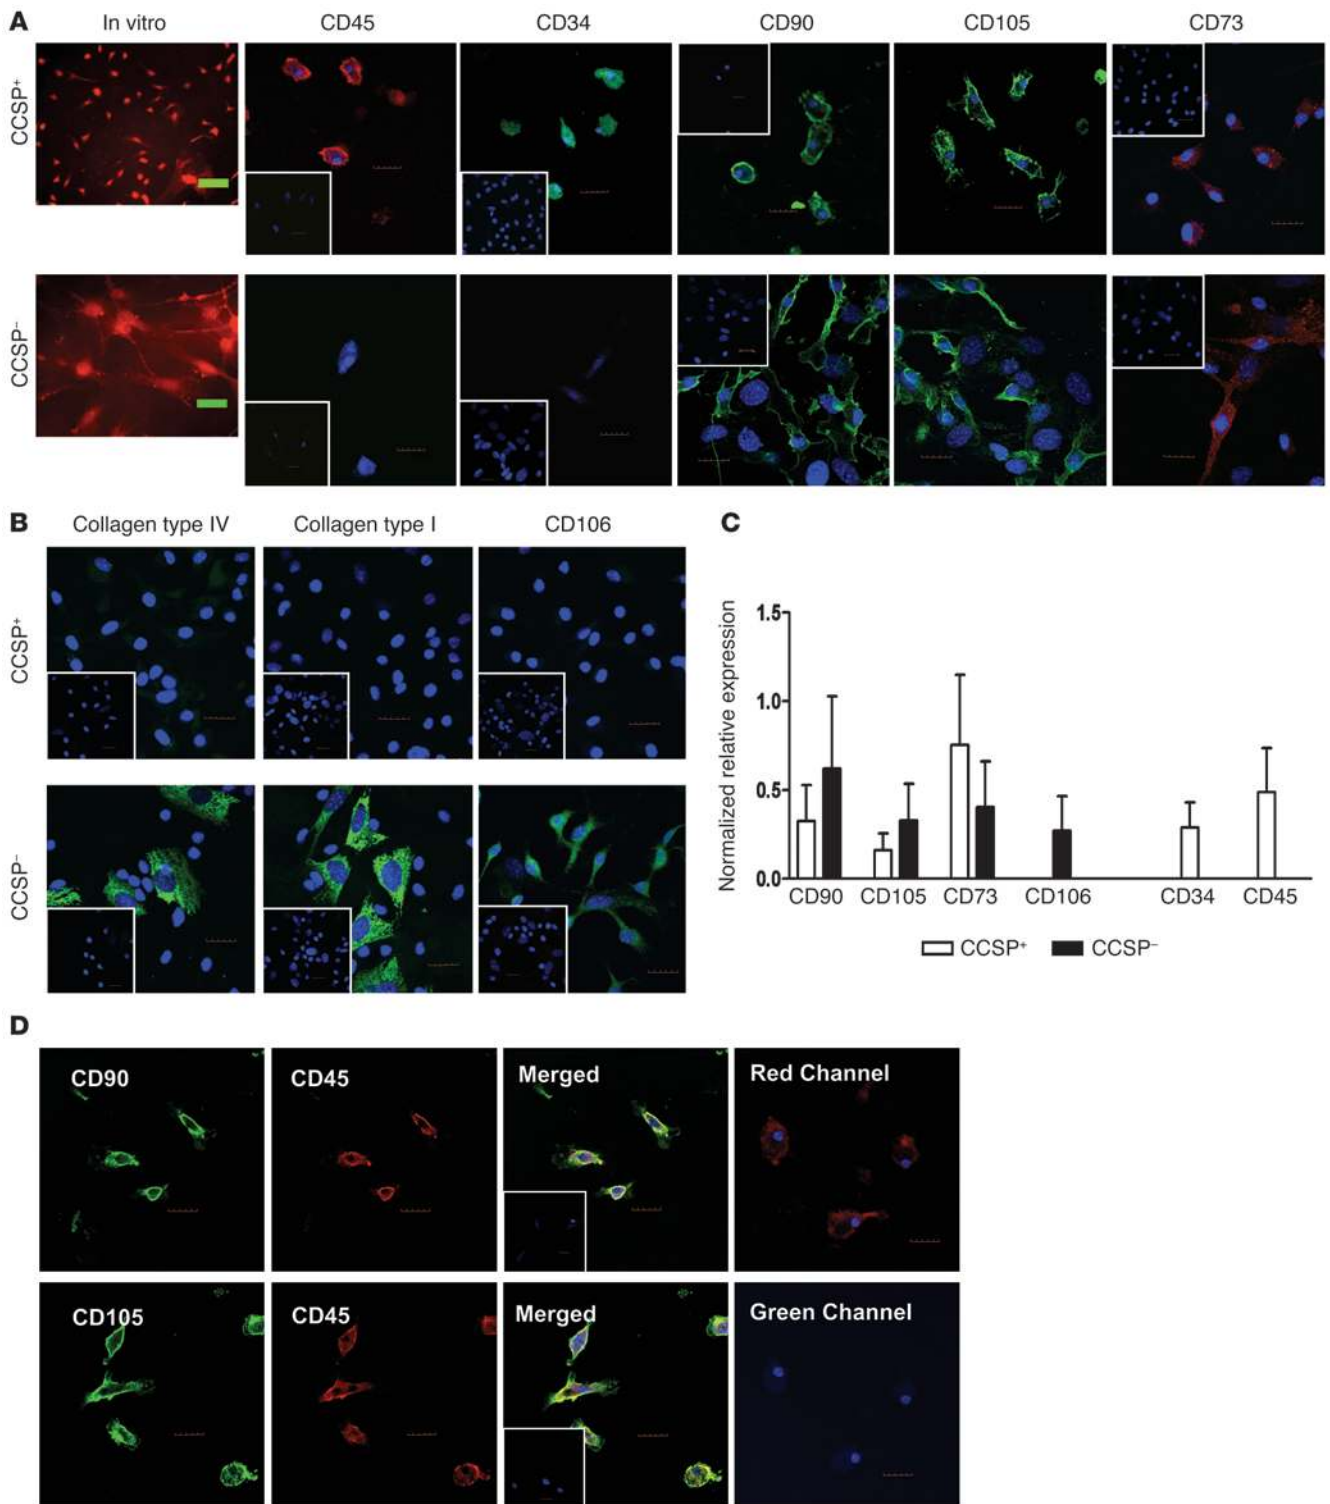 A
In vitro CD45 CD34 CD90 CD105 CD73
CCSP+
CCSP−
B
Collagen type IV Collagen type I CD106
CCSP+
CCSP−
C
Normalized relative expression
1.5
1.0
0.5
0.0
CD90 CD105 CD73 CD106 CD34 CD45
CCSP+ CCSP−
D
CD90 CD45 Merged Red Channel
CD105 CD45 Merged Green Channel